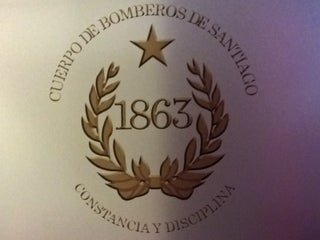 CUERPO DE BOMBEROS DE SANTIAGO
1863
CONSTANCIA Y DISCIPLINA